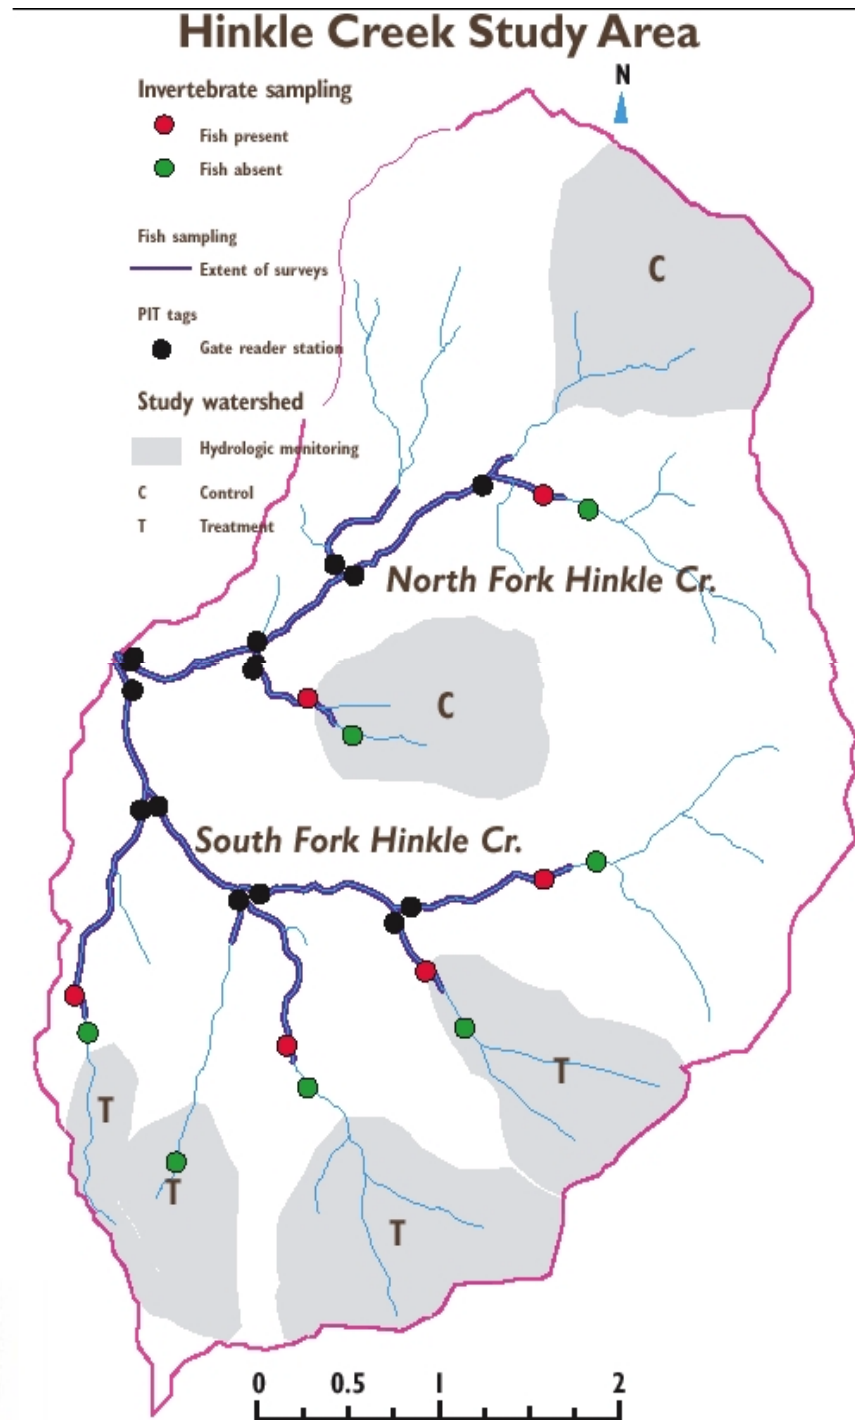 Hinkle Creek Study Area
N
Invertebrate sampling
Fish present
Fish absent
Fish sampling
Extent of surveys
PIT tags
Gate reader station
Study watershed
Hydrologic monitoring
C Control
T Treatment
C
North Fork Hinkle Cr.
C
South Fork Hinkle Cr.
T
T
T
T
0 0.5 1 2